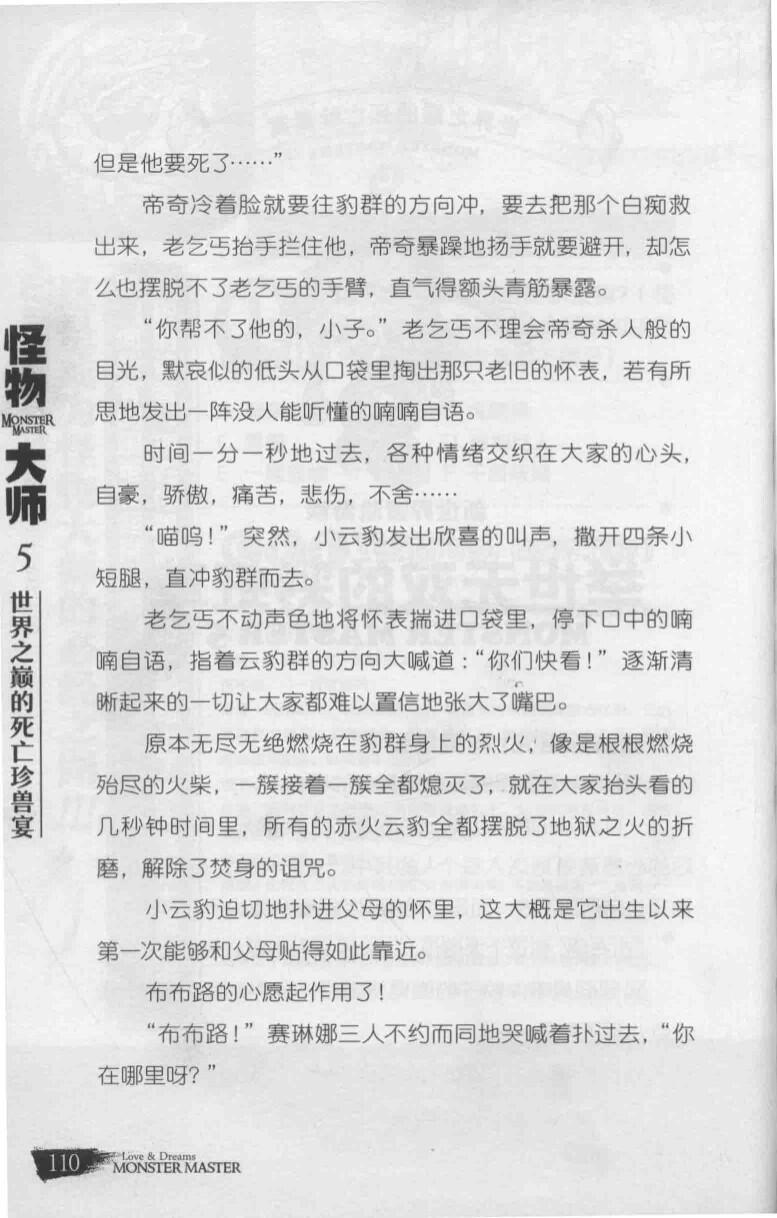 但是他要死了……”
帝奇冷着脸就要往豹群的方向冲，要去把那个白痴救
出来，老乞丐抬手拦住他，帝奇暴躁地扬手就要避开，却怎
么也摆脱不了老乞丐的手臂，直气得额头青筋暴露。
“你帮不了他的，小子。”老乞丐不理会帝奇杀人般的
目光，默哀似的低头从口袋里掏出那只老旧的怀表，若有所
思地发出一阵没人能听懂的喃喃自语。
时间一分一秒地过去，各种情绪交织在大家的心头，
自豪，骄傲，痛苦，悲伤，不舍……
“喵呜！”突然，小云豹发出欣喜的叫声，撒开四条小
短腿，直冲豹群而去。
老乞丐不动声色地将怀表揣进口袋里，停下口中的喃
喃自语，指着云豹群的方向大喊道：“你们快看！”逐渐清
晰起来的一切让大家都难以置信地张大了嘴巴。
原本无尽无绝燃烧在豹群身上的烈火，像是根根燃烧
殆尽的火柴，一簇接着一簇全都熄灭了，就在大家抬头看的
几秒钟时间里，所有的赤火云豹全都摆脱了地狱之火的折
磨，解除了焚身的诅咒。
小云豹迫切地扑进父母的怀里，这大概是它出生以来
第一次能够和父母贴得如此靠近。
布布路的心愿起作用了！
“布布路！”赛琳娜三人不约而同地哭喊着扑过去，“你
在哪里呀？”
怪物
MONSTER
MASTER
大师
5
世界之巅的死亡珍兽宴
110
Love & Dreams
MONSTER MASTER